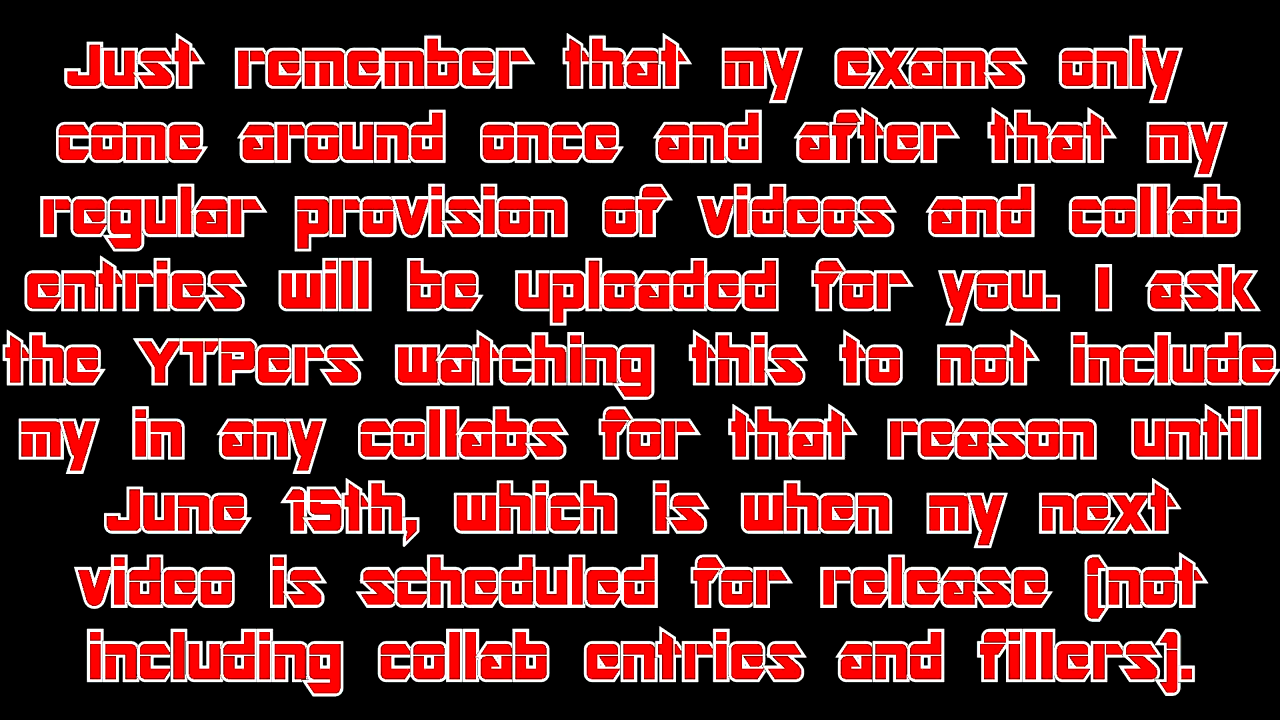 Just remember that my exams only
come around once and after that my
regular provision of videos and collab
entries will be uploaded for you. I ask
the YTPers watching this to not include
my in any collabs for that reason until
June 15th, which is when my next
video is scheduled for release (not
including collab entries and fillers).